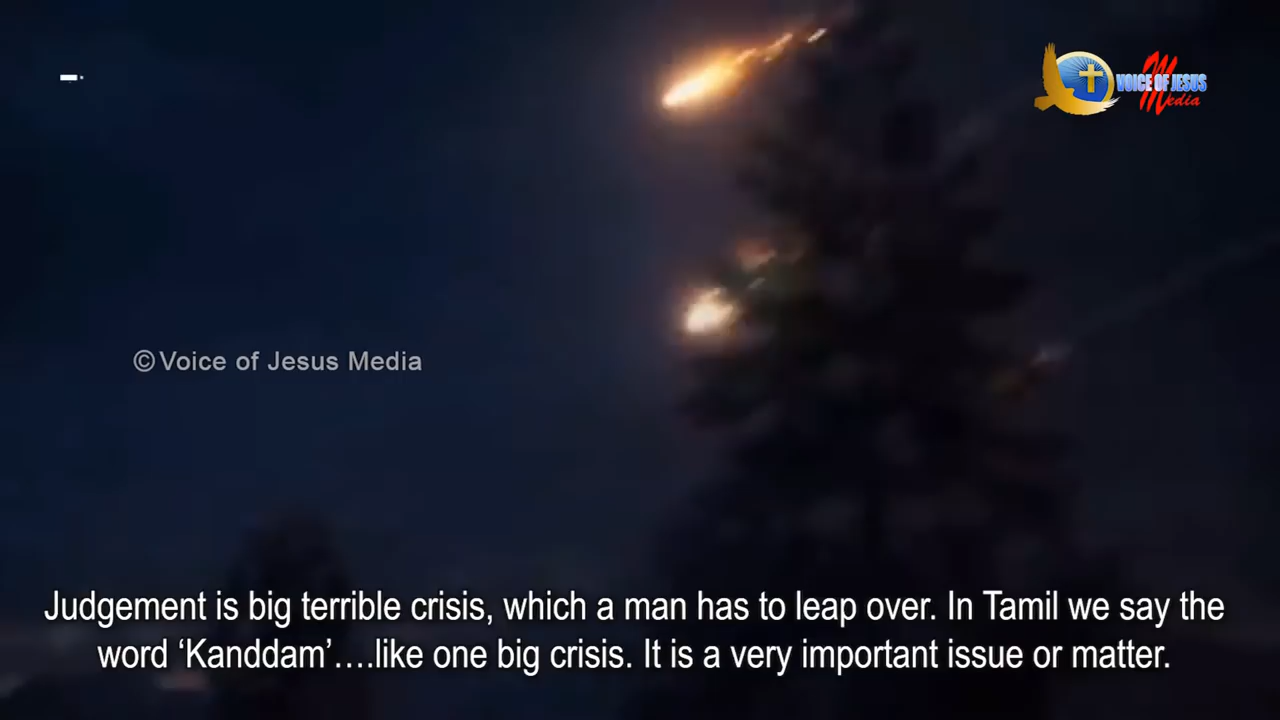 VOICE OF JESUS
Media
©Voice of Jesus Media
Judgement is big terrible crisis, which a man has to leap over. In Tamil we say the
word ‘Kanddam’….like one big crisis. It is a very important issue or matter.